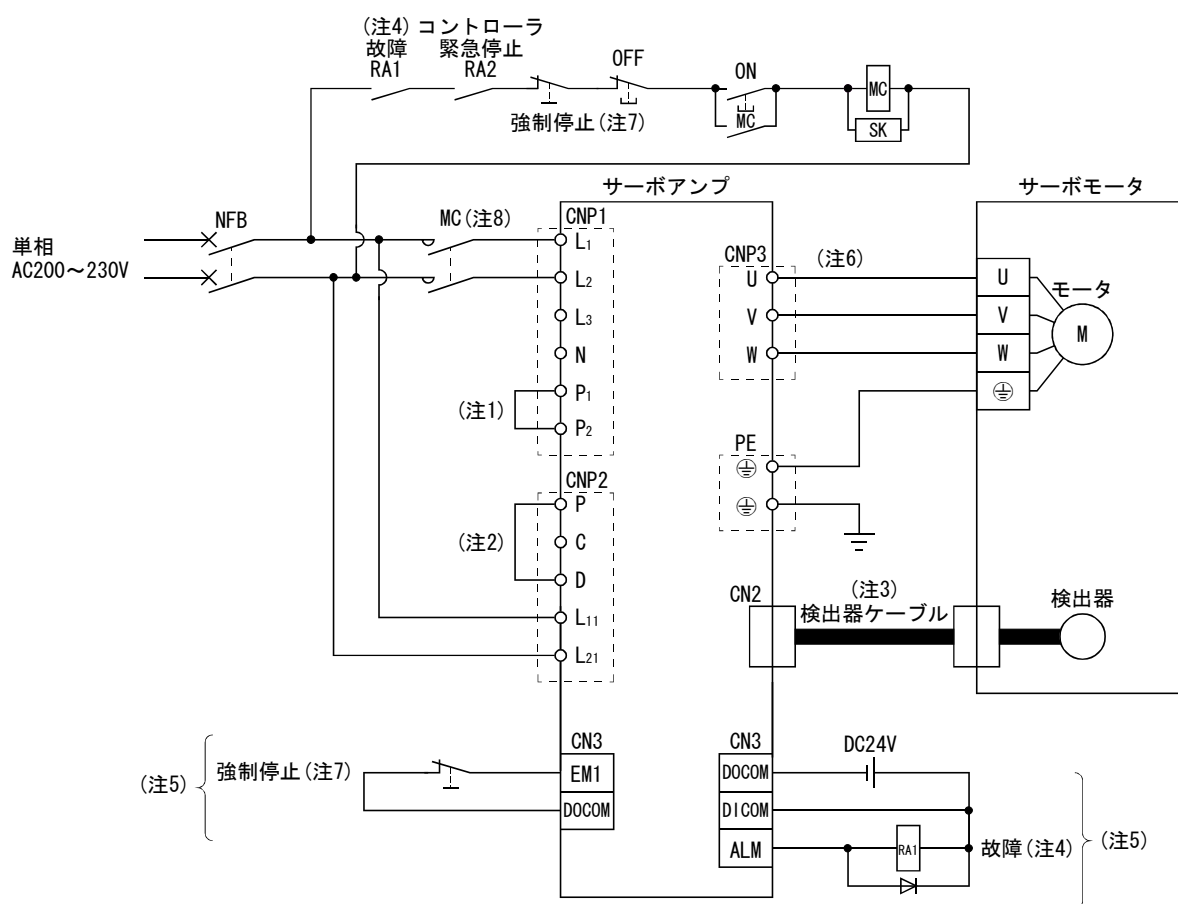 (注4) コントローラ
故障 緊急停止
RA1 RA2
OFF
ON
MC
MC
SK
強制停止(注7)
サーボアンプ
サーボモータ
NFB
MC(注8)
CNP1
単相
AC200～230V
L1
L2
L3
N
P1
P2
(注1)
CNP3
(注6)
U
V
W
U
V
W
モータ
M
PE
CNP2
P
C
D
L11
L21
(注2)
CN2
(注3)
検出器ケーブル
検出器
CN3
(注5)
強制停止(注7)
EM1
DOCOM
CN3
DC24V
DOCOM
DICOM
ALM
RA1
故障(注4)
(注5)